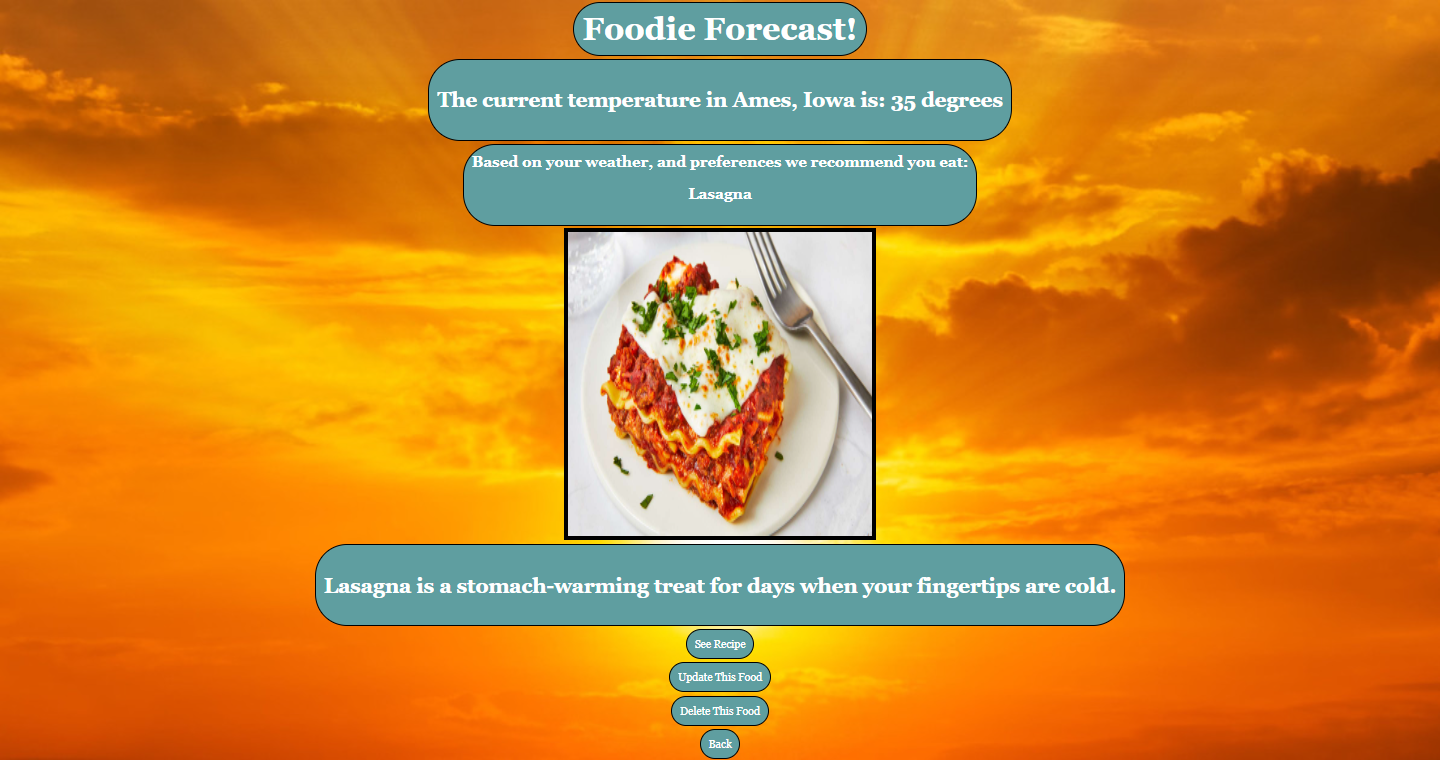 Foodie Forecast!
The current temperature in Ames, Iowa is: 35 degrees
Based on your weather, and preferences we recommend you eat:
Lasagna
Lasagna is a stomach-warming treat for days when your fingertips are cold.
See Recipe
Update This Food
Delete This Food
Back